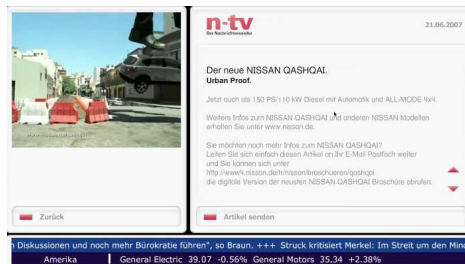 n-tv
Der Nachrichtensender
21.06.2007
Der neue NISSAN QASHQAI.
Urban Proof.
Jetzt auch als 150 PS/110 kW Diesel mit Automatik und ALL-MODE 4x4.
Weitere Infos zum NISSAN QASHQAI und anderen NISSAN Modellen
erhalten Sie unter www.nissan.de.
Sie möchten noch mehr Infos zum NISSAN QASHQAI?
Leiten Sie sich einfach diesen Artikel an Ihr E-Mail Postfach weiter
und Sie können sich unter
http://www4.nissan.de/fr/nissan/broschueren/qashqai
die digitale Version der neusten NISSAN QASHQAI Broschüre abrufen.
Zurück
Artikel senden
n Diskussionen und noch mehr Bürokratie führen", so Braun. +++ Struck kritisiert Merkel: Im Streit um den Mind
Amerika
General Electric 39.07 -0.56% General Motors 35.34 +2.38%